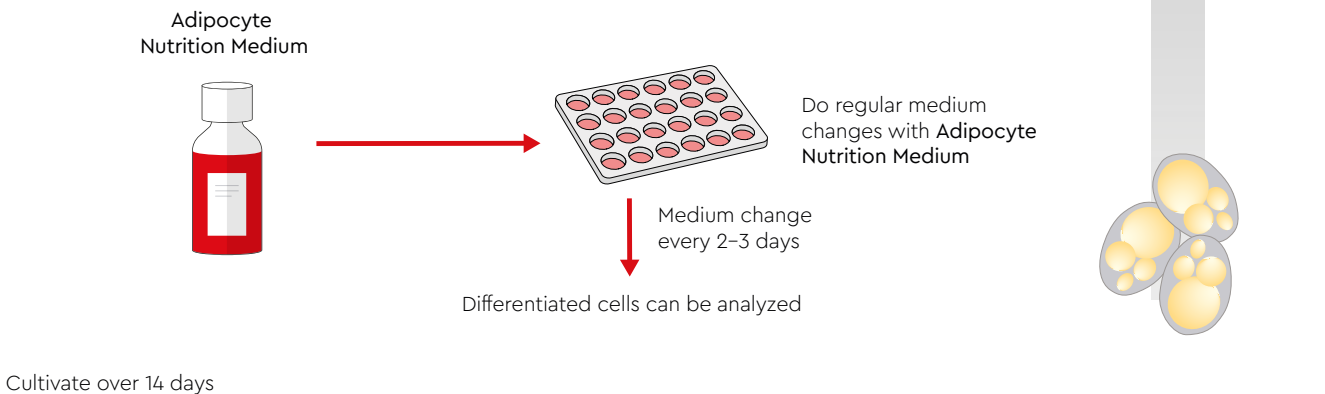 Adipocyte
Nutrition Medium
Do regular medium
changes with Adipocyte
Nutrition Medium
Medium change
every 2–3 days
Differentiated cells can be analyzed
Cultivate over 14 days